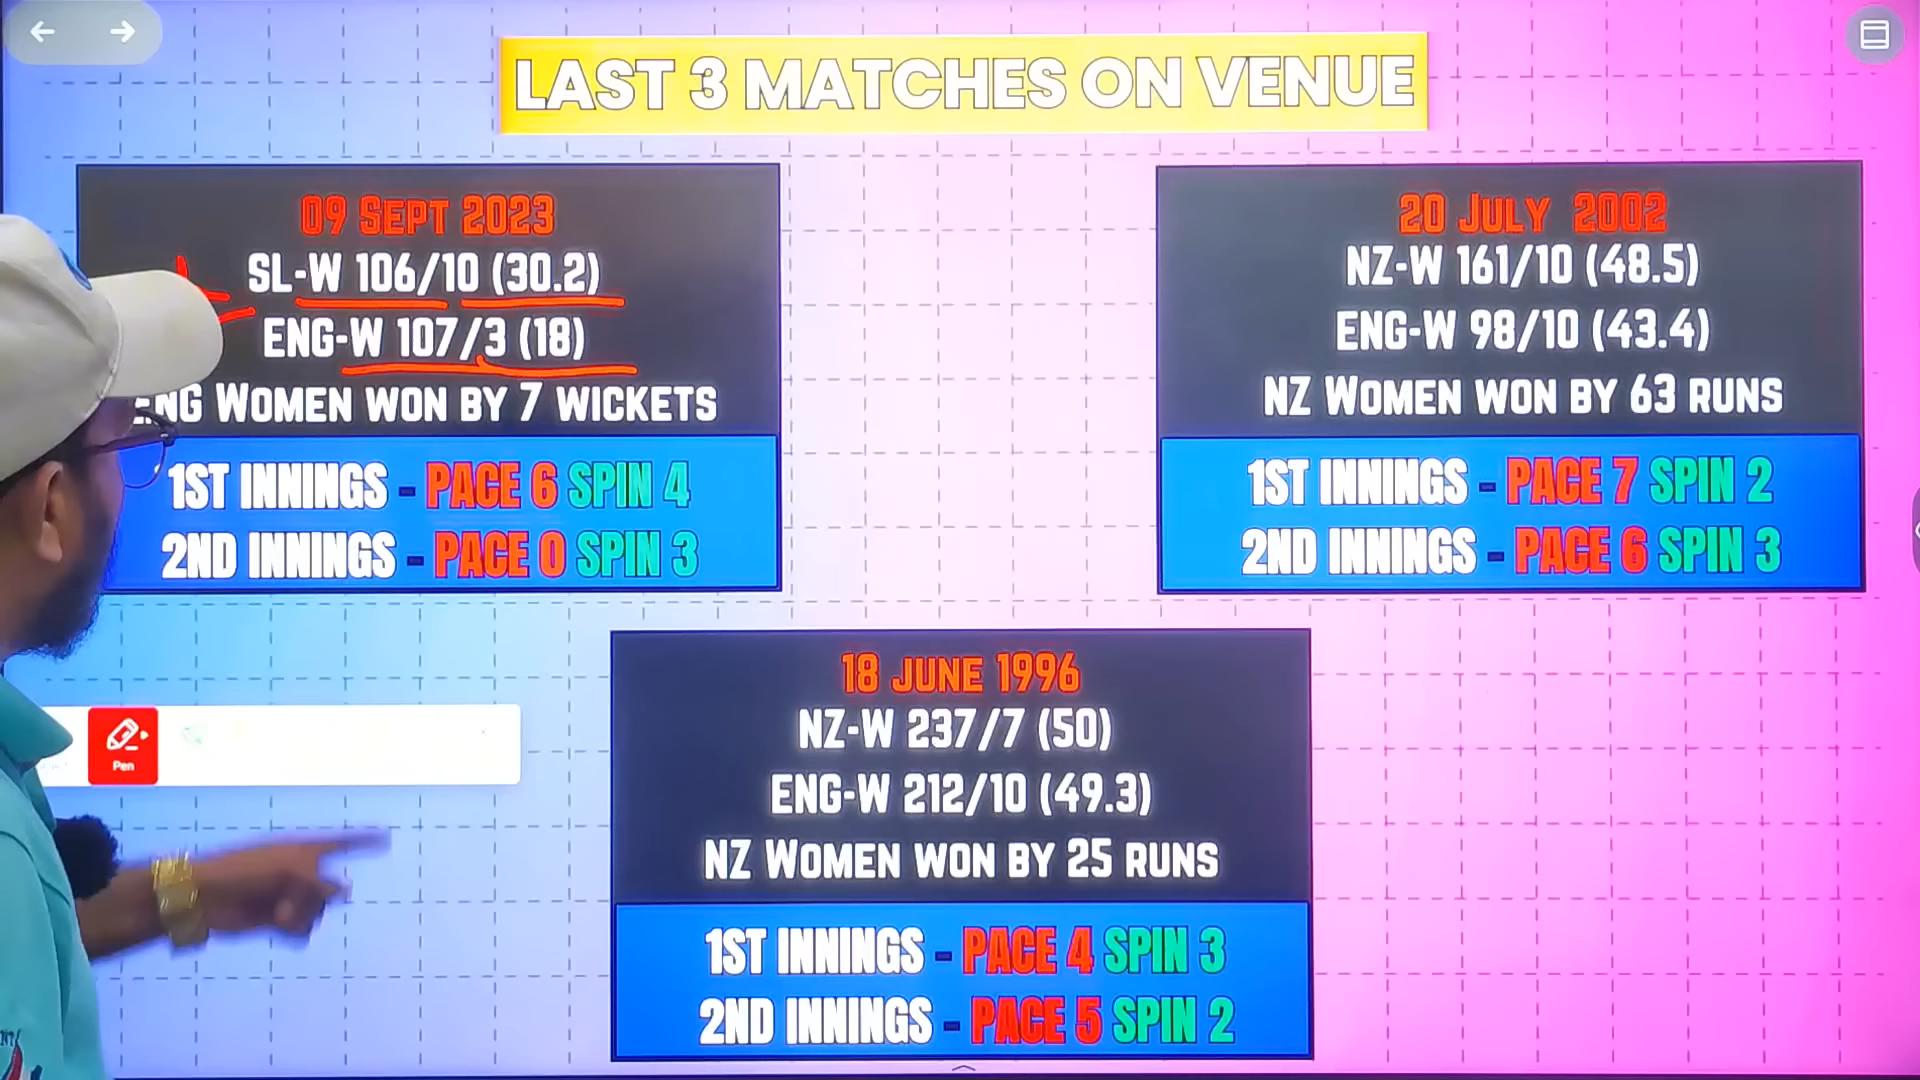 LAST 3 MATCHES ON VENUE
09 SEPT 2023
SL-W 106/10 (30.2)
ENG-W 107/3 (18)
ENG WOMEN WON BY 7 WICKETS
1ST INNINGS - PACE 6 SPIN 4
2ND INNINGS - PACE 0 SPIN 3
20 JULY 2002
NZ-W 161/10 (48.5)
ENG-W 98/10 (43.4)
NZ WOMEN WON BY 63 RUNS
1ST INNINGS - PACE 7 SPIN 2
2ND INNINGS - PACE 6 SPIN 3
18 JUNE 1996
NZ-W 237/7 (50)
ENG-W 212/10 (49.3)
NZ WOMEN WON BY 25 RUNS
1ST INNINGS - PACE 4 SPIN 3
2ND INNINGS - PACE 5 SPIN 2
Pen